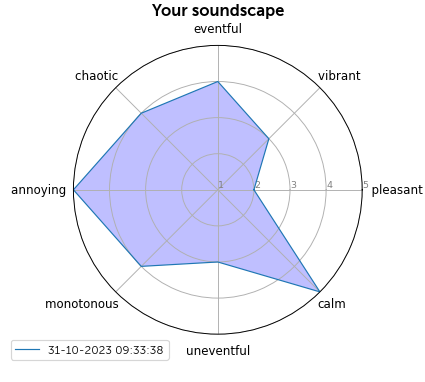 Your soundscape
eventful
chaotic
vibrant
annoying
1 2 3 4 5
pleasant
monotonous
calm
31-10-2023 09:33:38
uneventful